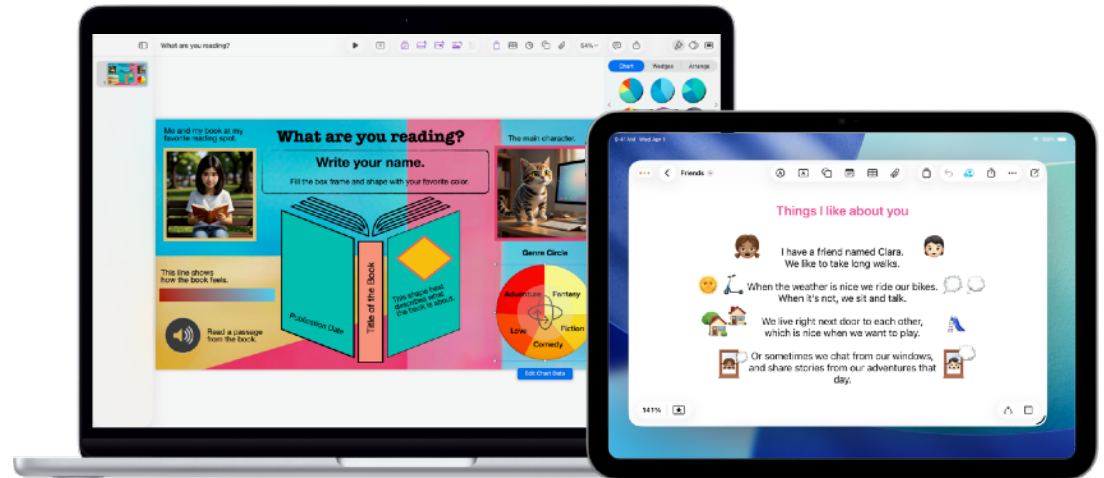 What are you reading?
54%
Chart Wedges Arrange
Me and my book at my
favorite reading spot.
What are you reading?
Write your name.
Fill the box frame and shape with your favorite color.
The main character.
This line shows
how the book feels.
Read a passage
from the book.
Publication Date
Title of the Book
This shape best
describes what
the book is about.
Genre Circle
Adventure
Fantasy
Fiction
Comedy
Love
Edit Chart Data
9:41 AM Wed Apr 1
Friends
Things I like about you
I have a friend named Clara.
We like to take long walks.
When the weather is nice we ride our bikes.
When it's not, we sit and talk.
We live right next door to each other,
which is nice when we want to play.
Or sometimes we chat from our windows,
and share stories from our adventures that
day.
141%